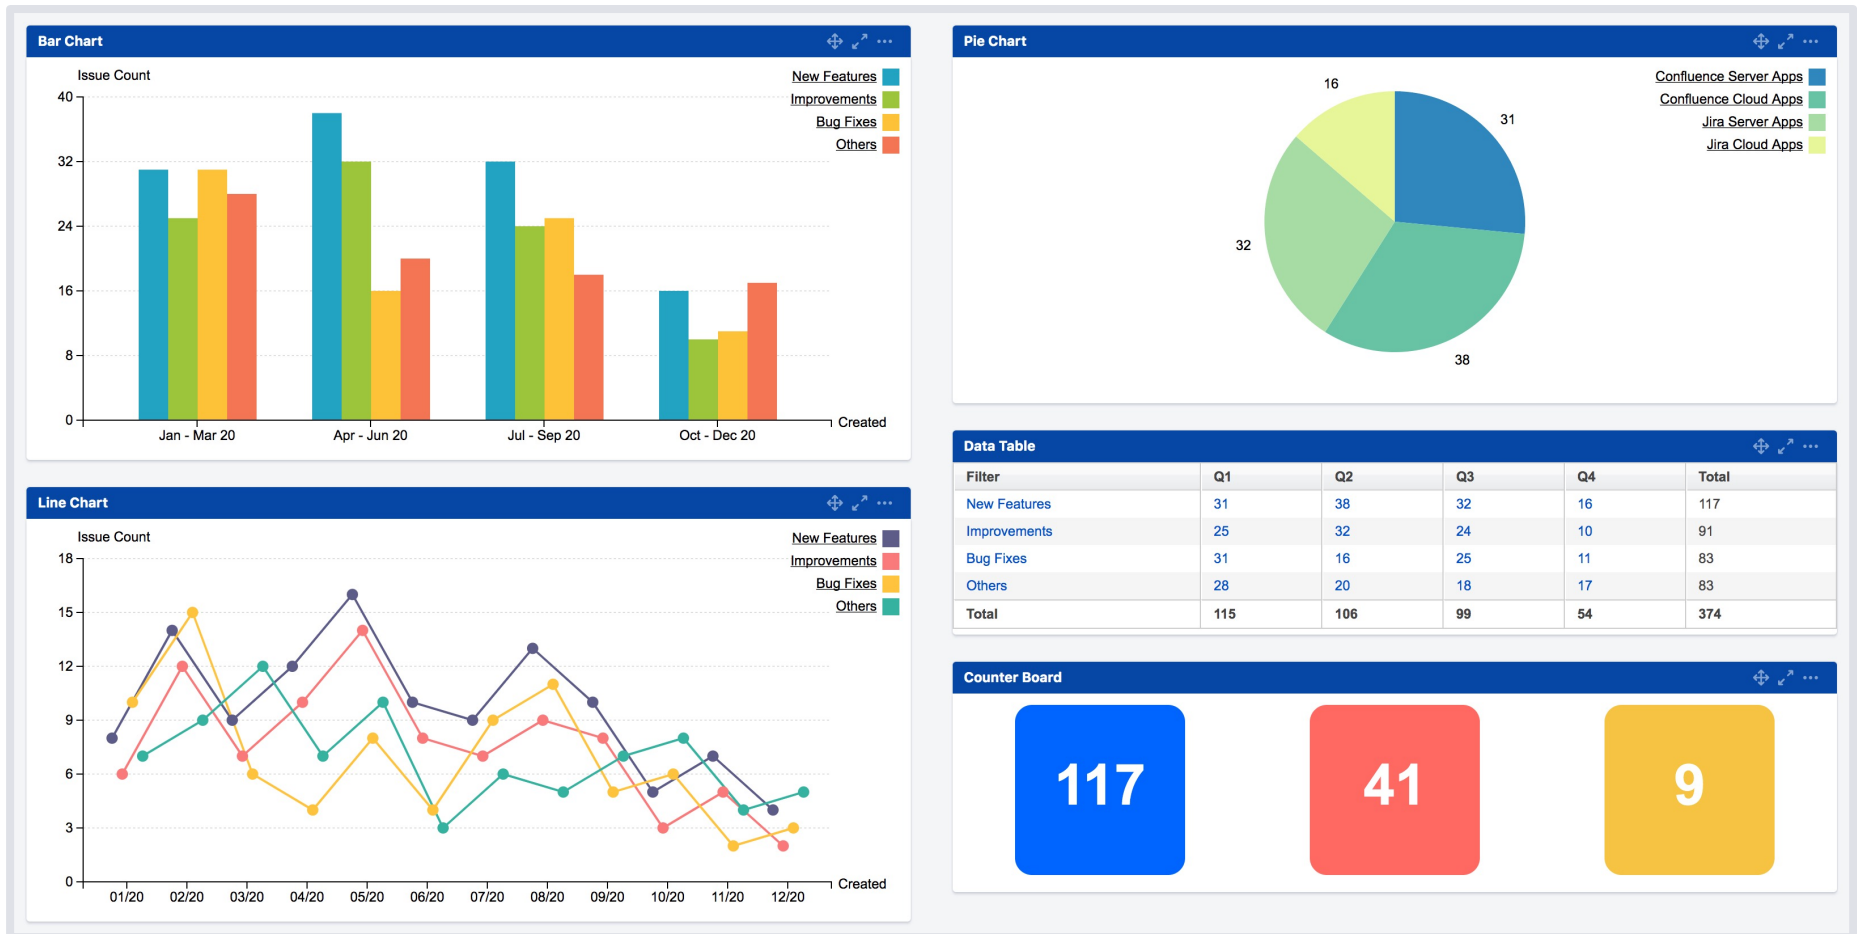 Bar Chart
Issue Count
New Features
Improvements
Bug Fixes
Others
40
32
24
16
8
0
Created
Jan - Mar 20
Apr - Jun 20
Jul - Sep 20
Oct - Dec 20
Line Chart
Issue Count
New Features
Improvements
Bug Fixes
Others
18
15
12
9
6
3
0
Created
01/20
02/20
03/20
04/20
05/20
06/20
07/20
08/20
09/20
10/20
11/20
12/20
Pie Chart
Confluence Server Apps
Confluence Cloud Apps
Jira Server Apps
Jira Cloud Apps
16
31
32
38
Data Table
Filter Q1 Q2 Q3 Q4 Total
New Features 31 38 32 16 117
Improvements 25 32 24 10 91
Bug Fixes 31 16 25 11 83
Others 28 20 18 17 83
Total 115 106 99 54 374
Counter Board
117
41
9